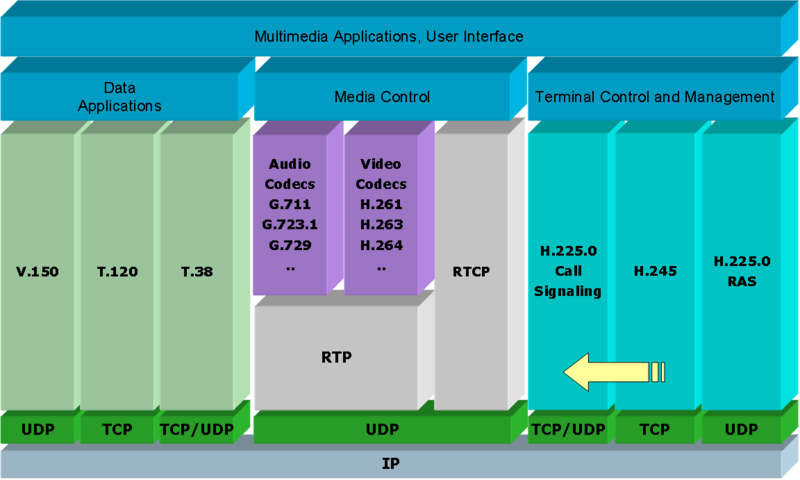 Multimedia Applications, User Interface
Data
Applications
Media Control
Terminal Control and Management
V.150
T.120
T.38
Audio
Codecs
G.711
G.723.1
G.729
..
Video
Codecs
H.261
H.263
H.264
..
RTP
RTCP
H.225.0
Call
Signaling
H.245
H.225.0
RAS
UDP
TCP
TCP/UDP
UDP
TCP/UDP
TCP
UDP
IP